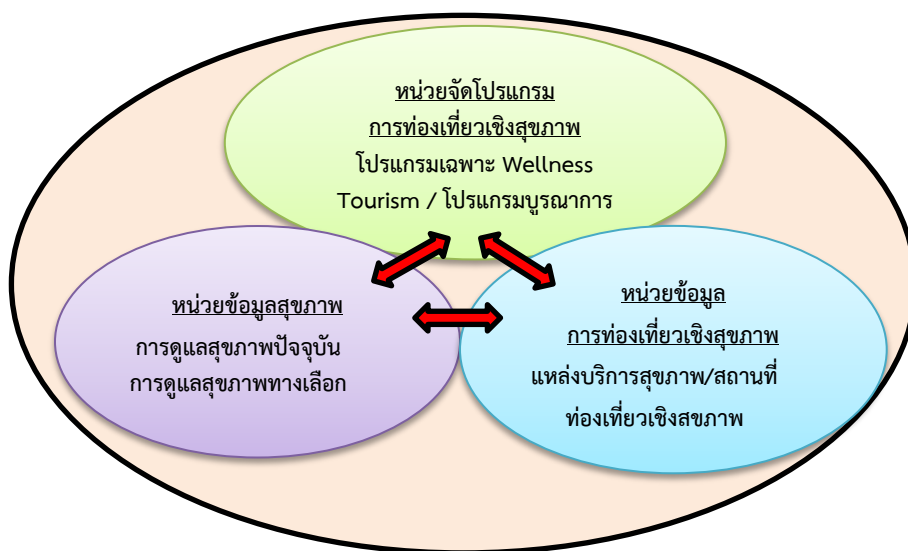 หน่วยจัดโปรแกรม
การท่องเที่ยวเชิงสุขภาพ
โปรแกรมเฉพาะ Wellness
Tourism / โปรแกรมบูรณาการ
หน่วยข้อมูลสุขภาพ
การดูแลสุขภาพปัจจุบัน
การดูแลสุขภาพทางเลือก
หน่วยข้อมูล
การท่องเที่ยวเชิงสุขภาพ
แหล่งบริการสุขภาพ/สถานที่
ท่องเที่ยวเชิงสขภาพ